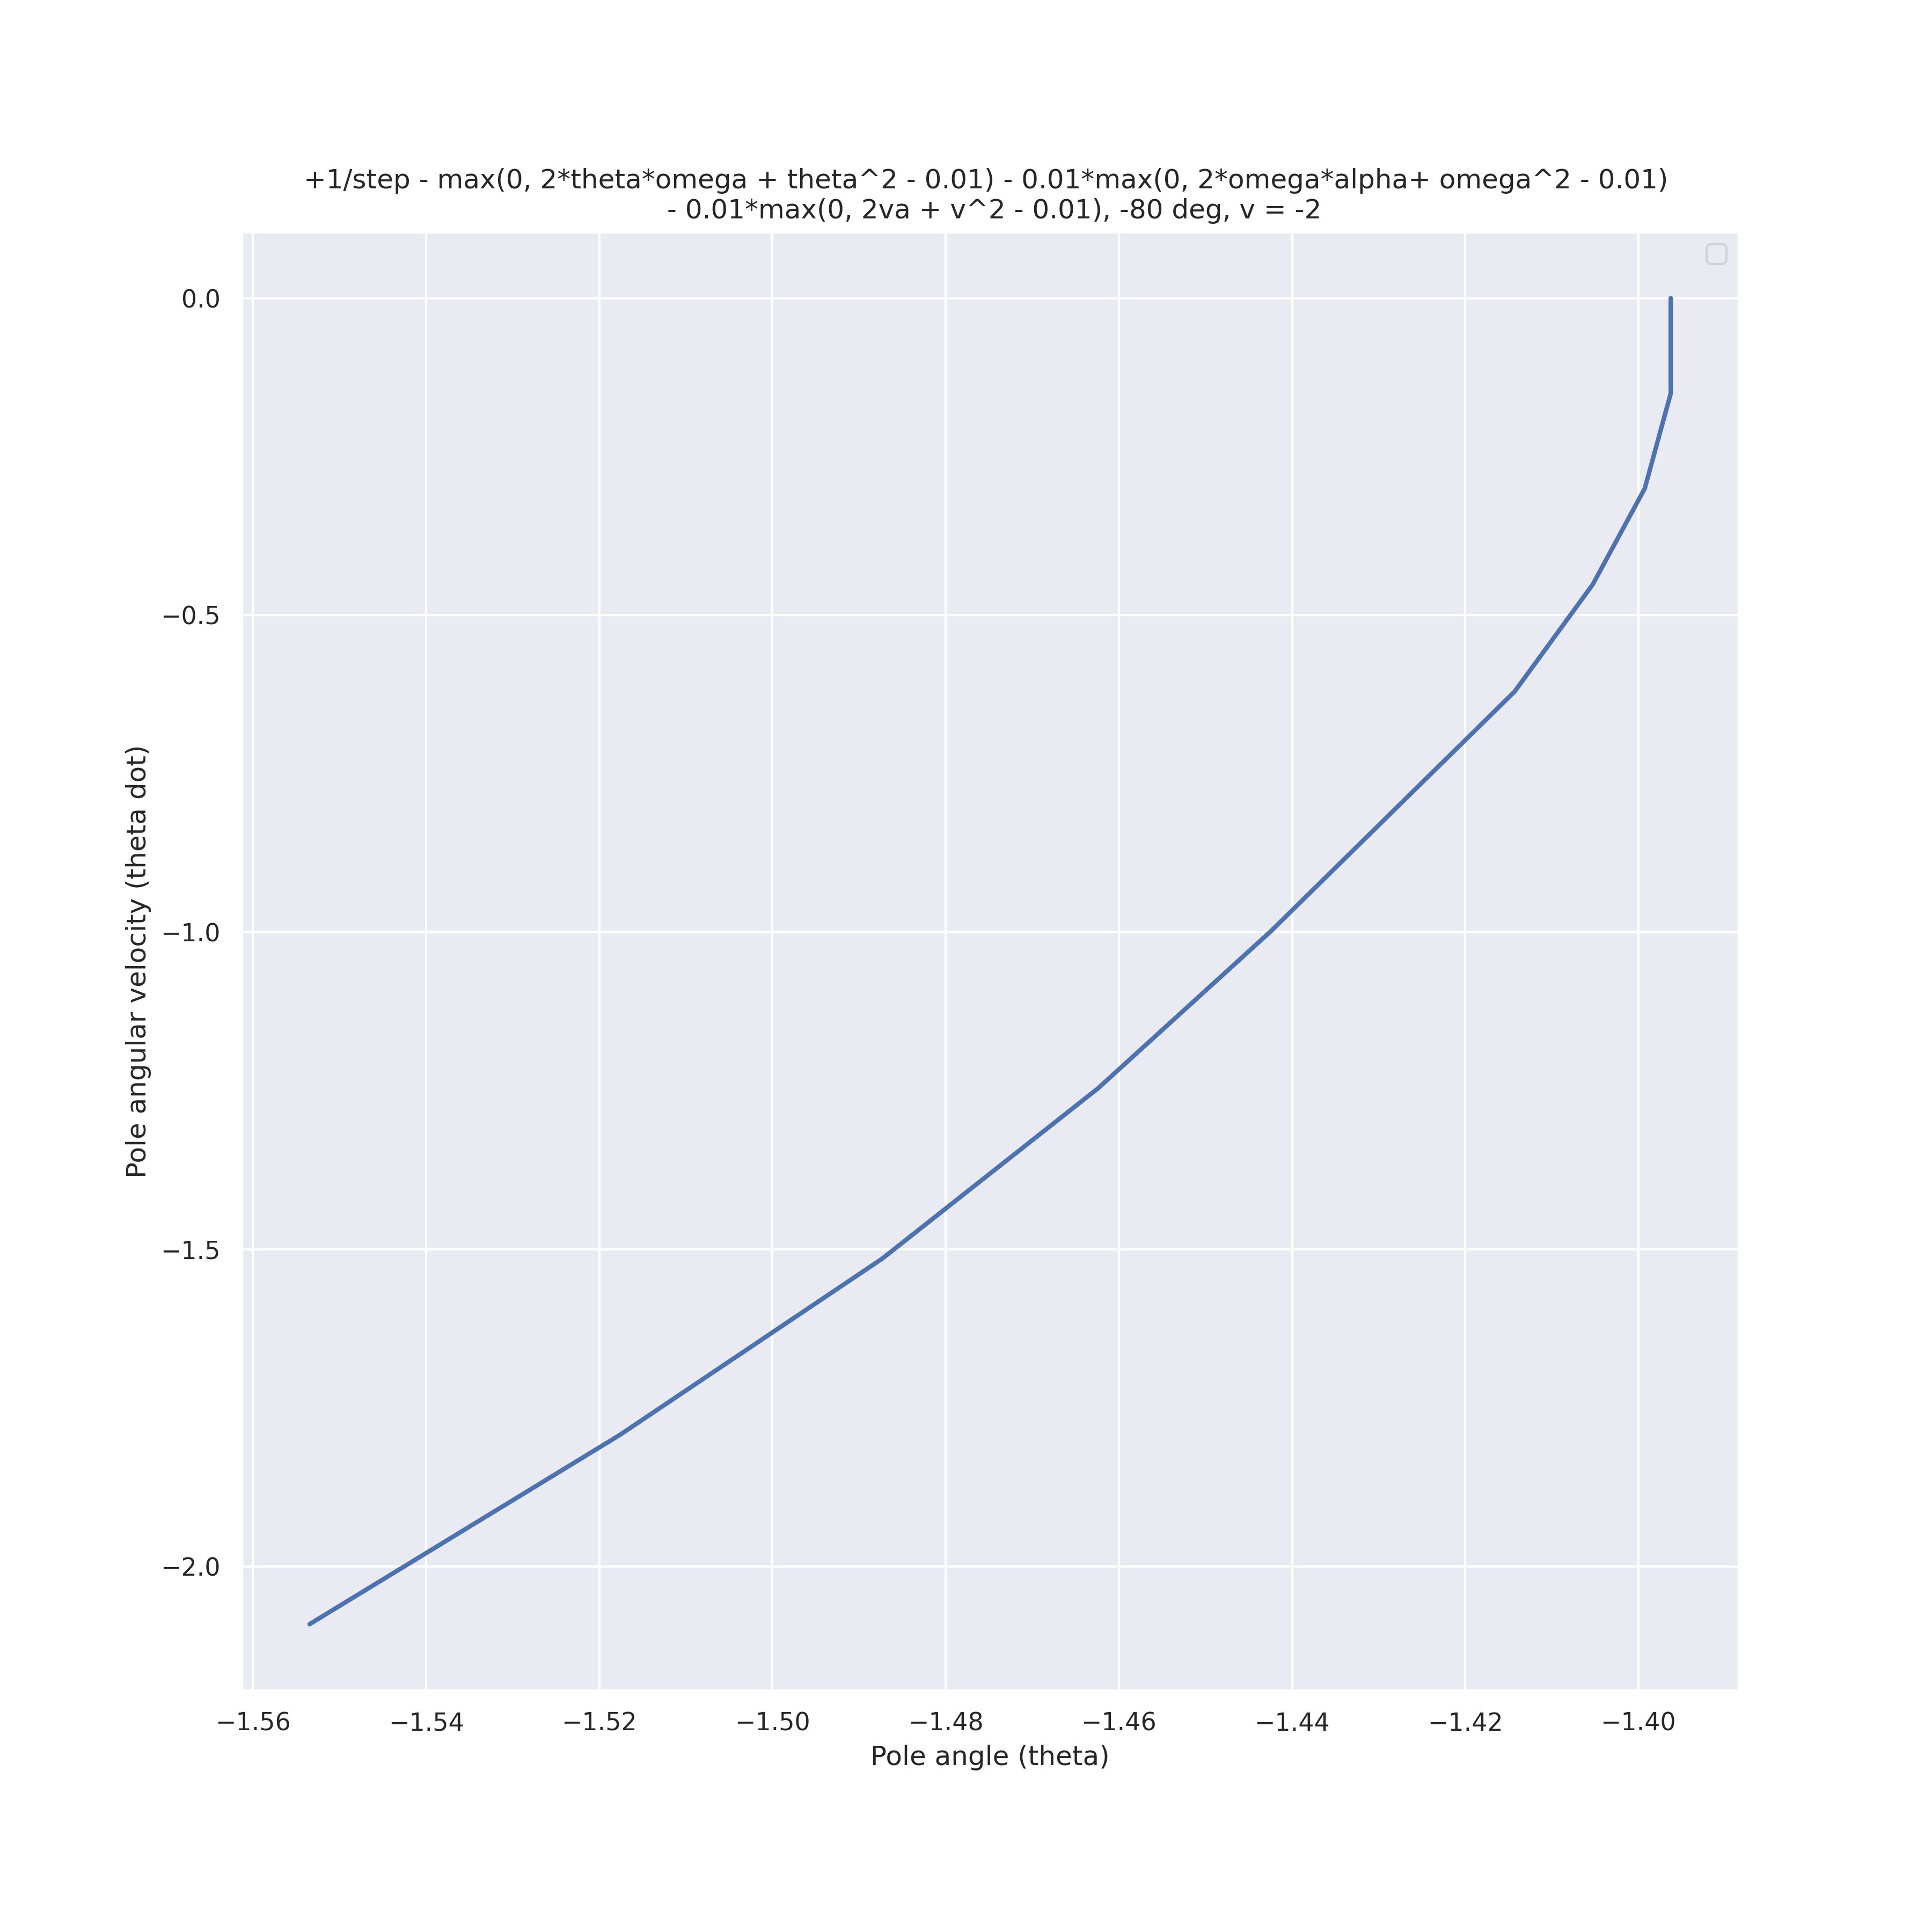 +1/step - max(0, 2*theta*omega + theta^2 - 0.01) - 0.01*max(0, 2*omega*alpha+ omega^2 - 0.01)
- 0.01*max(0, 2va + v^2 - 0.01), -80 deg, v = -2
0.0
−0.5
−1.0
−1.5
−2.0
Pole angular velocity (theta dot)
−1.56 −1.54 −1.52 −1.50 −1.48 −1.46 −1.44 −1.42 −1.40
Pole angle (theta)